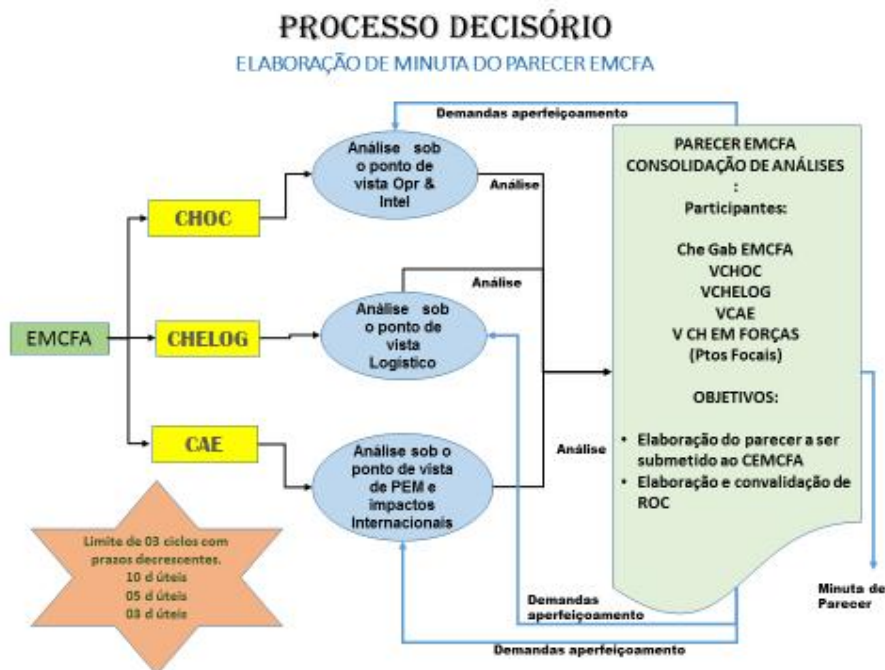 PROCESSO DECISÓRIO
ELABORAÇÃO DE MINUTA DO PARECER EMCFA
Demandas aperfeiçoamento
Análise sob
o ponto de
vista Opr &
Intel
Análise
CHOC
Análise
EMCFA
CHELOG
Análise sob
o ponto de
vista
Logístico
CAE
Análise sob o
ponto de vista
de PEM e
impactos
Internacionais
Análise
PARECER EMCFA
CONSOLIDAÇÃO DE ANÁLISES
:
Participantes:
Che Gab EMCFA
VCHOC
VCHELOG
VCAE
V CH EM FORÇAS
(Ptos Focais)
OBJETIVOS:
• Elaboração do parecer a ser
submetido ao CEMCFA
• Elaboração e convalidação de
ROC
Limite de 03 ciclos com
prazos decrescentes.
10 d úteis
05 d úteis
03 d úteis
Demandas
aperfeiçoamento
Demandas aperfeiçoamento
Minuta de
Parecer